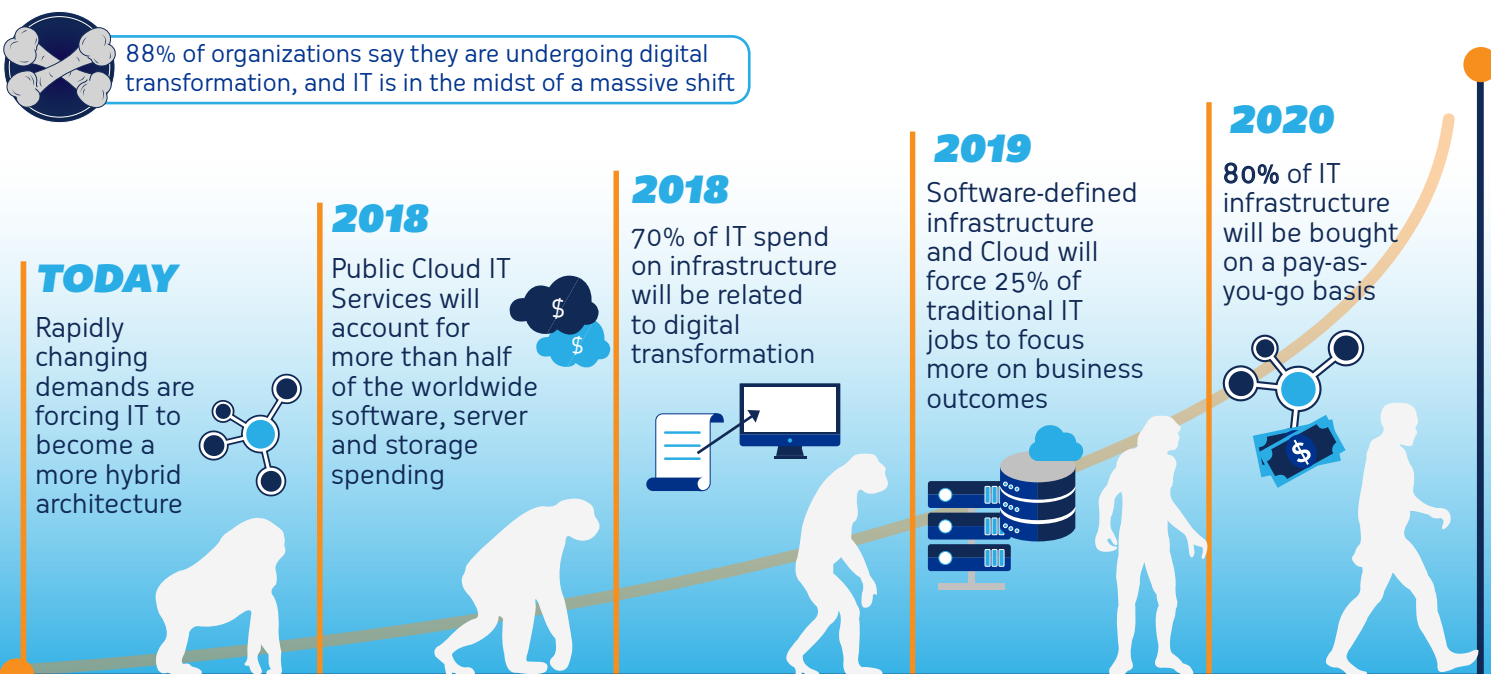 88% of organizations say they are undergoing digital
transformation, and IT is in the midst of a massive shift
TODAY
Rapidly
changing
demands are
forcing IT to
become a
more hybrid
architecture
2018
Public Cloud IT
Services will
account for
more than half
of the worldwide
software, server
and storage
spending
$
$
2018
70% of IT spend
on infrastructure
will be related
to digital
transformation
2019
Software-defined
infrastructure
and Cloud will
force 25% of
traditional IT
jobs to focus
more on business
outcomes
2020
80% of IT
infrastructure
will be bought
on a pay-as-
you-go basis
$